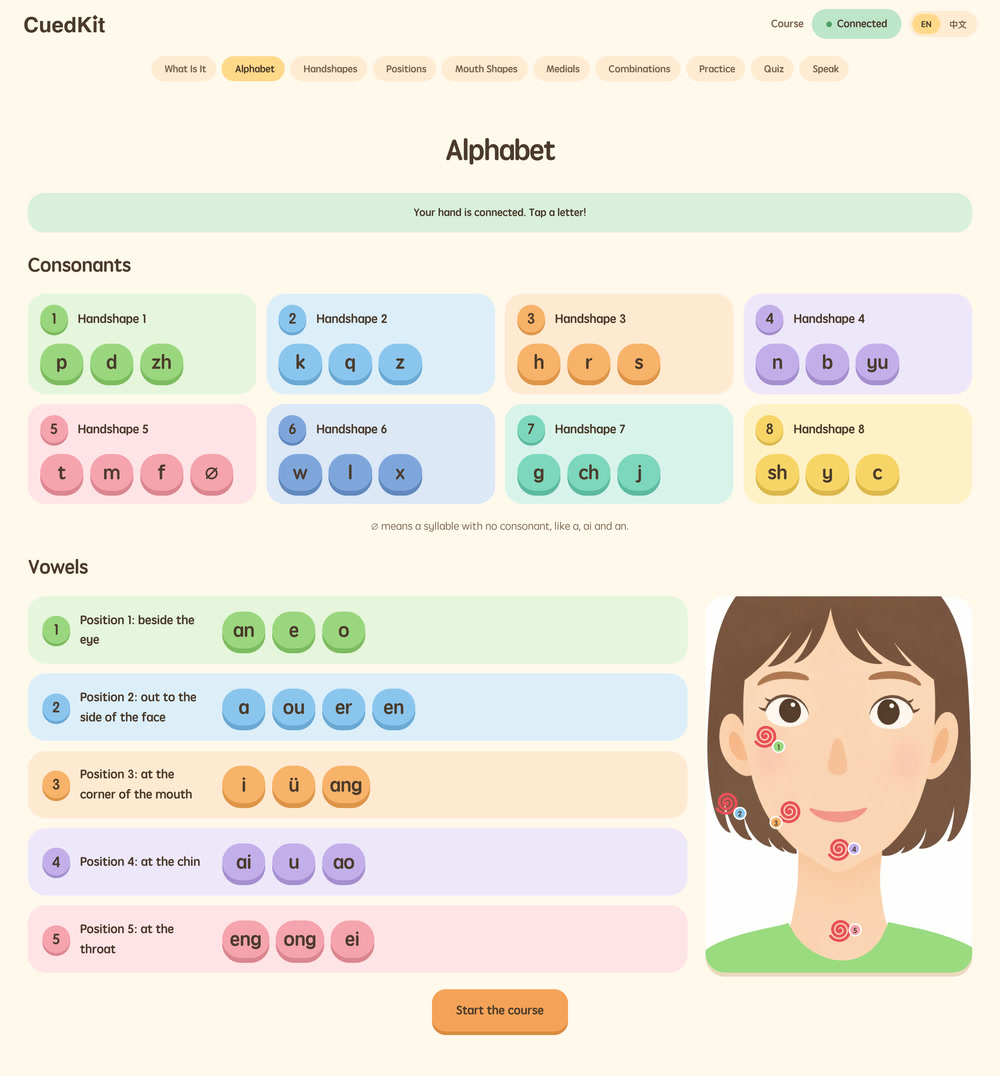 CuedKit
Course
Connected
EN
中文
What Is It
Alphabet
Handshapes
Positions
Mouth Shapes
Medials
Combinations
Practice
Quiz
Speak
Alphabet
Your hand is connected. Tap a letter!
Consonants
1 Handshape 1
p d zh
2 Handshape 2
k q z
3 Handshape 3
h r s
4 Handshape 4
n b yu
5 Handshape 5
t m f ∅
6 Handshape 6
w l x
7 Handshape 7
g ch j
8 Handshape 8
sh y c
∅ means a syllable with no consonant, like a, ai and an.
Vowels
1 Position 1: beside the
eye
an e o
2 Position 2: out to the
side of the face
a ou er en
3 Position 3: at the
corner of the mouth
i ü ang
4 Position 4: at the chin
ai u ao
5 Position 5: at the
throat
eng ong ei
1
2
3
4
5
Start the course